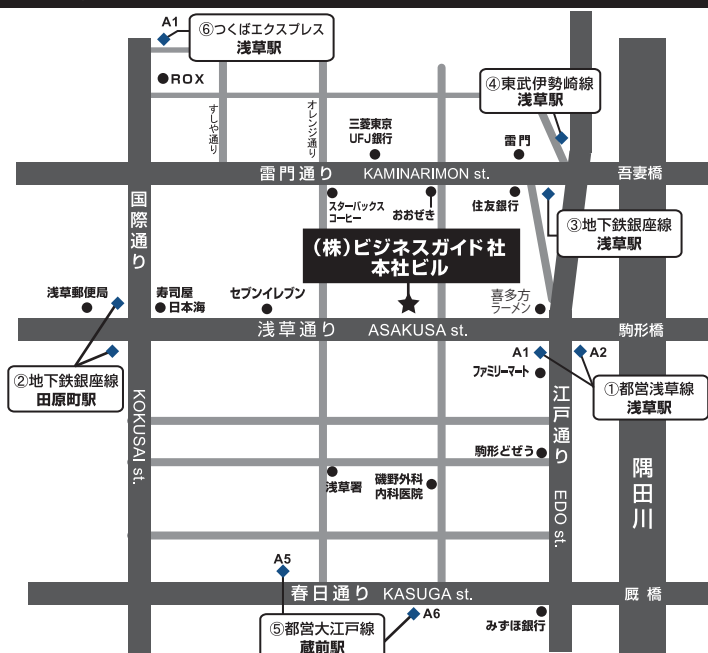 A1
⑥つくばエクスプレス
浅草駅
ROX
すしや通り
オレンジ通り
三菱東京
UFJ銀行
④東武伊勢崎線
浅草駅
雷門
雷門通り KAMINARIMON st.
吾妻橋
国際通り
スターバックス
コーヒー
おおぜき
住友銀行
③地下鉄銀座線
浅草駅
(株)ビジネスガイド社
本社ビル
浅草郵便局
寿司屋
日本海
セブンイレブン
喜多方
ラーメン
浅草通り ASAKUSA st.
駒形橋
②地下鉄銀座線
田原町駅
A1
A2
ファミリーマート
①都営浅草線
浅草駅
KOKUSAI st.
江戸通り
EDO st.
駒形どぜう
隅田川
浅草署
磯野外科
内科医院
A5
春日通り KASUGA st.
厩橋
A6
⑤都営大江戸線
蔵前駅
みずほ銀行